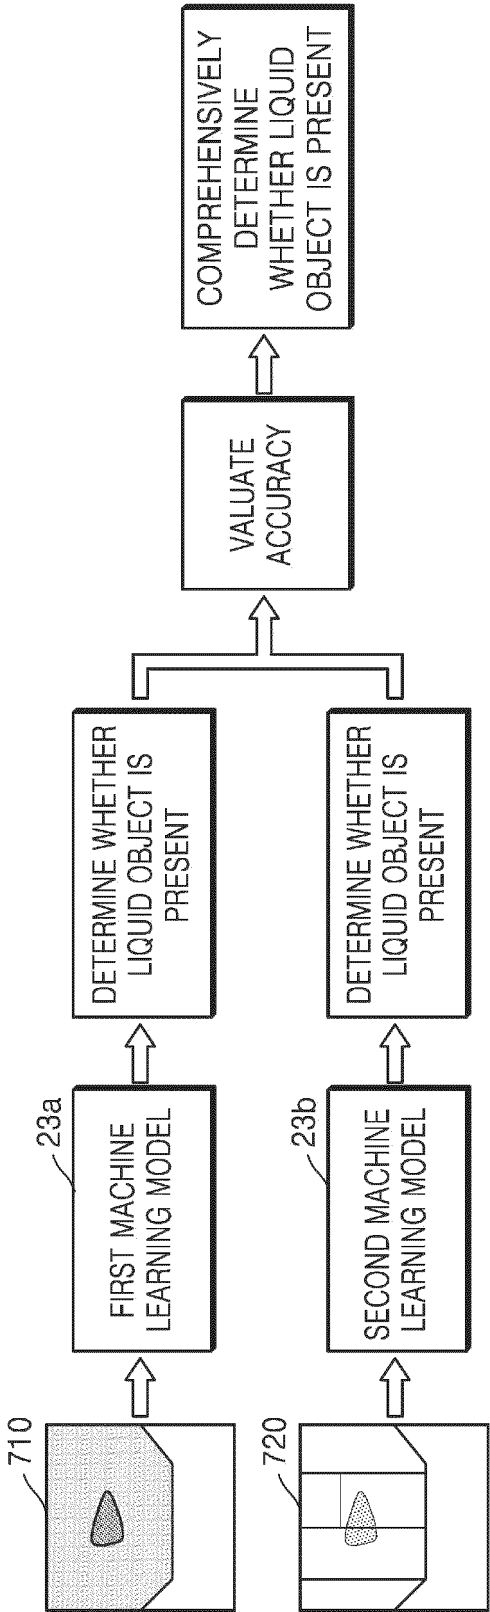 710
FIRST MACHINE
LEARNING MODEL
23a
DETERMINE WHETHER
LIQUID OBJECT IS
PRESENT
720
SECOND MACHINE
LEARNING MODEL
23b
DETERMINE WHETHER
LIQUID OBJECT IS
PRESENT
VALUATE
ACCURACY
COMPREHENSIVELY
DETERMINE
WHETHER LIQUID
OBJECT IS PRESENT